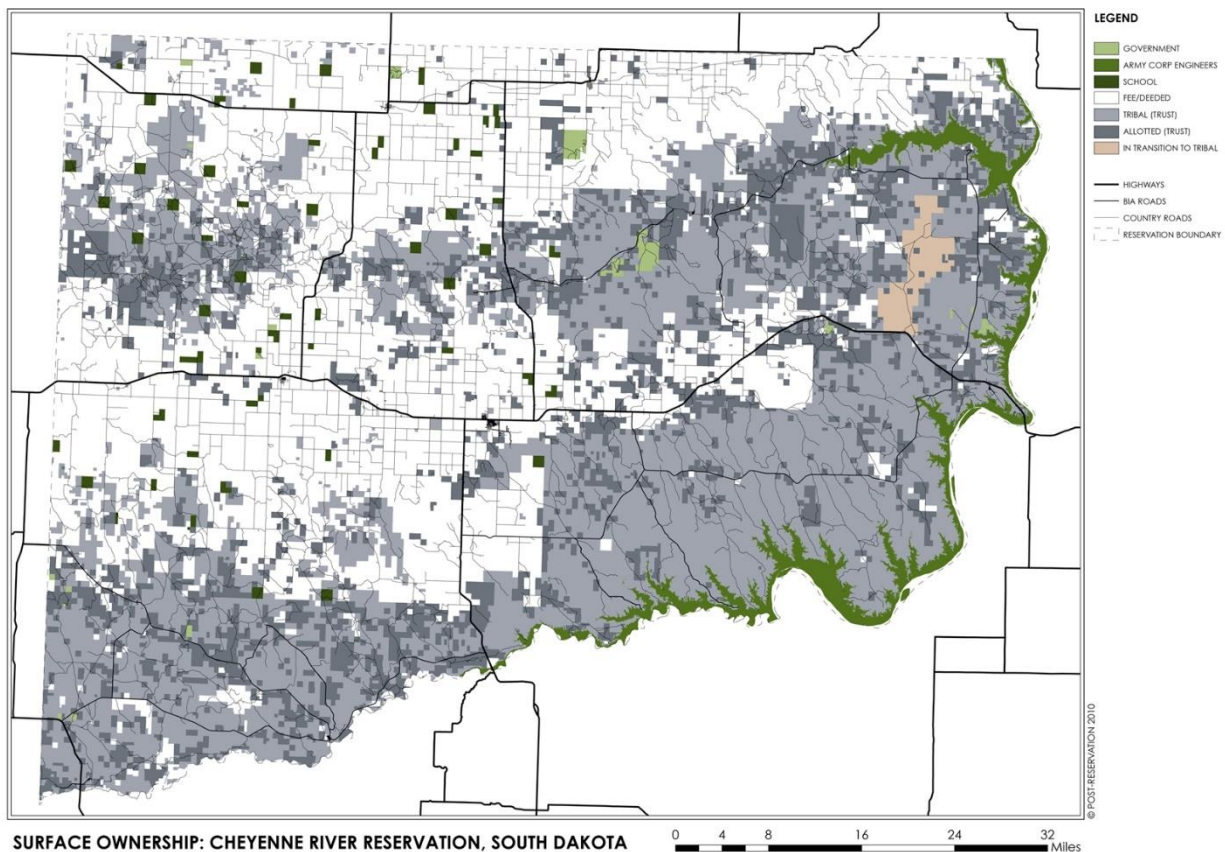 LEGEND
GOVERNMENT
ARMY CORP ENGINEERS
SCHOOL
FEE/DEEDED
TRIBAL (TRUST)
ALLOTTED (TRUST)
IN TRANSITION TO TRIBAL
HIGHWAYS
BIA ROADS
COUNTRY ROADS
RESERVATION BOUNDARY
© POST-RESERVATION 2010
SURFACE OWNERSHIP: CHEYENNE RIVER RESERVATION, SOUTH DAKOTA
0 4 8 16 24 32
Miles